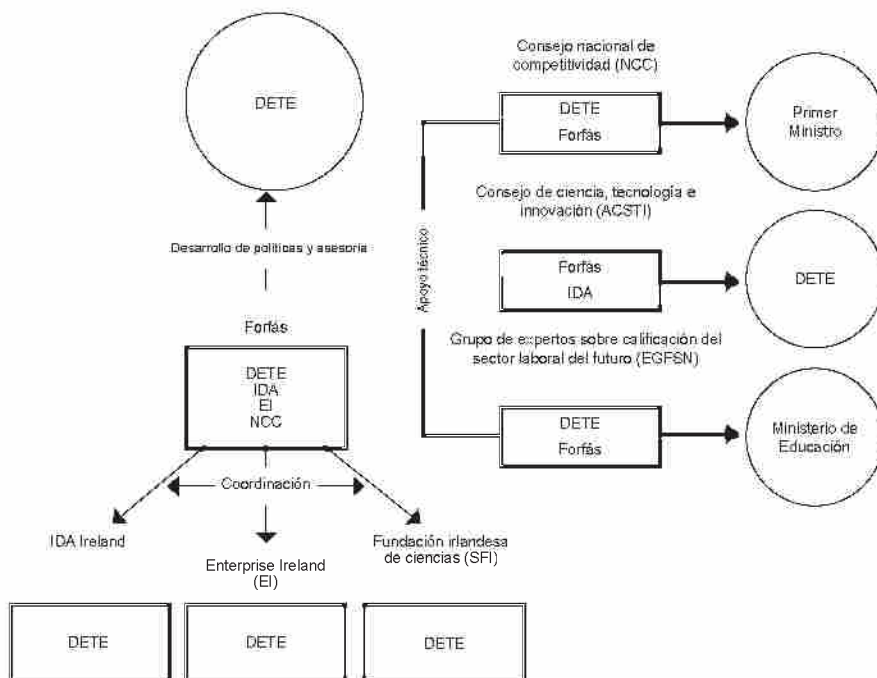 DETE
Desarrollo de políticas y asesoría
Forfás
DETE
IDA
EI
NCC
Coordinación
IDA Ireland
Enterprise Ireland
(EI)
Fundación irlandesa
de ciencias (SFI)
DETE
DETE
DETE
Apoyo técnico
Consejo nacional de
competitividad (NCC)
DETE
Forfás
Primer
Ministro
Consejo de ciencia, tecnología e
innovación (ACSTI)
Forfás
IDA
DETE
Grupo de expertos sobre calificación del
sector laboral del futuro (EGFSN)
DETE
Forfás
Ministerio de
Educación